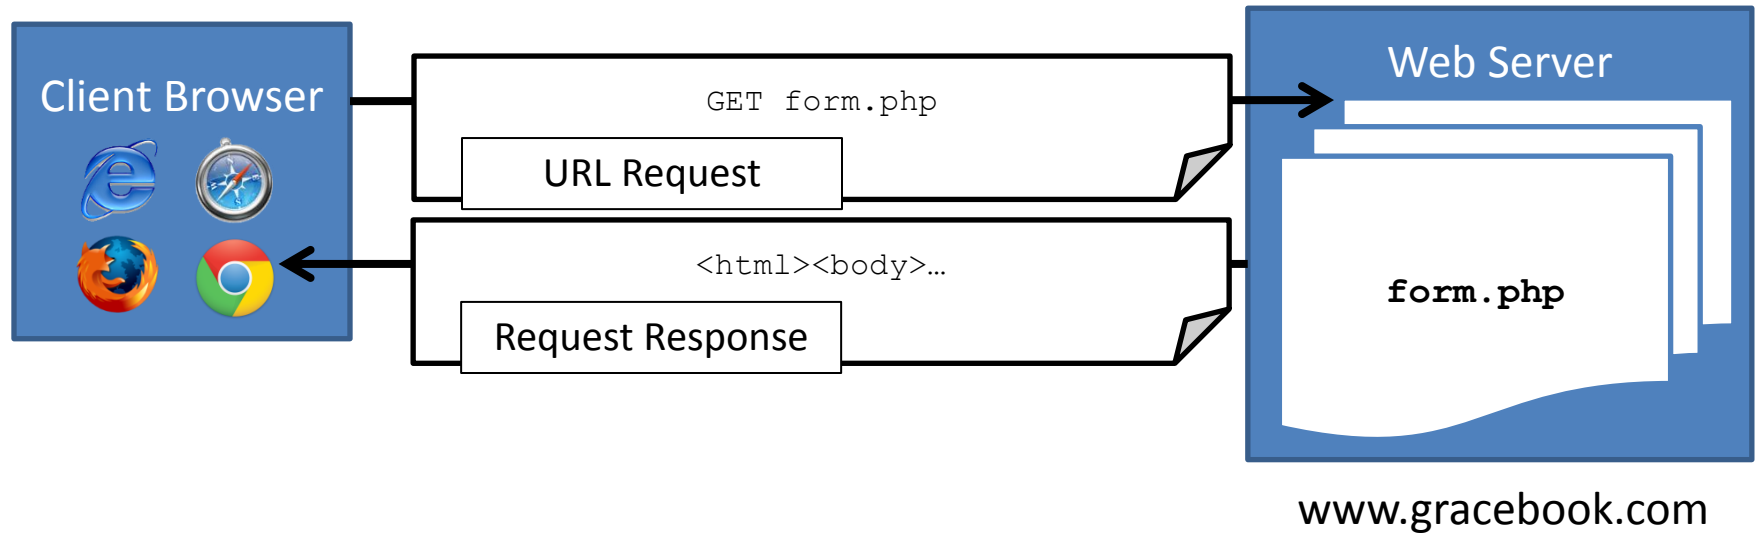 Client Browser
GET form.php
URL Request
<html><body>…
Request Response
Web Server
form.php
www.gracebook.com